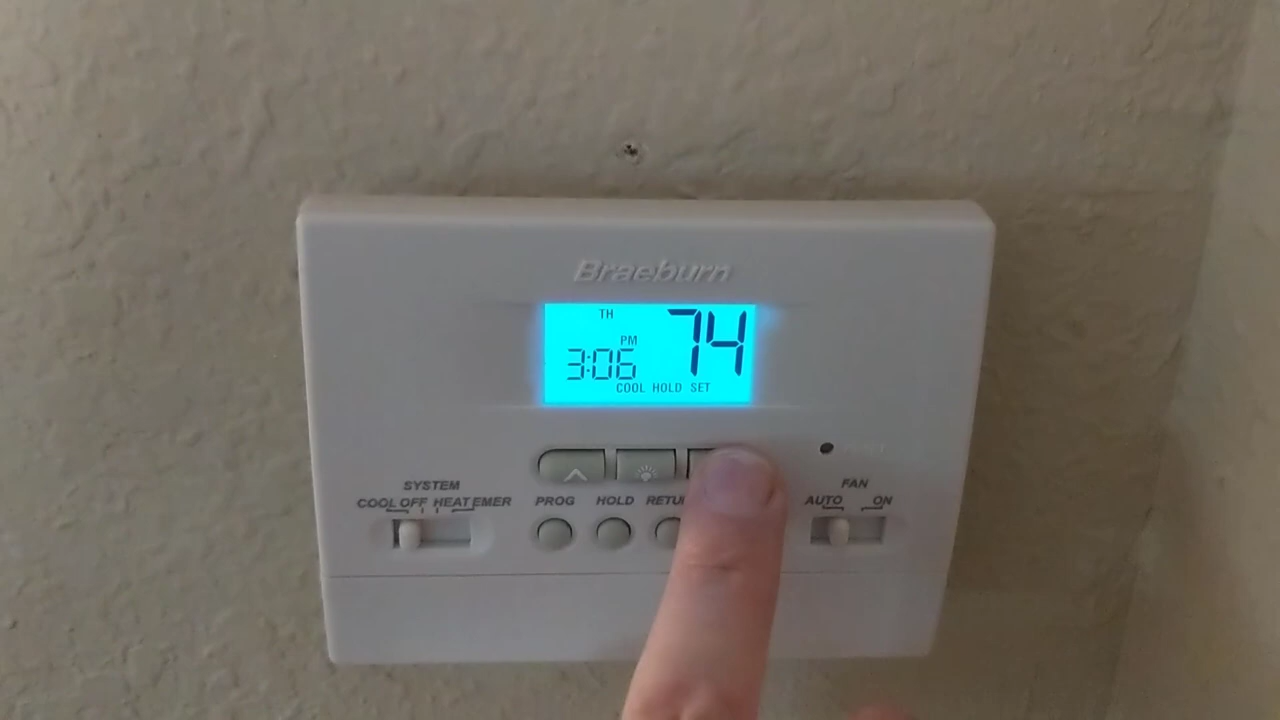 Braeburn
TH
74
PM
3:06
COOL HOLD SET
SYSTEM
COOL OFF HEAT EMER
PROG HOLD
FAN
AUTO ON